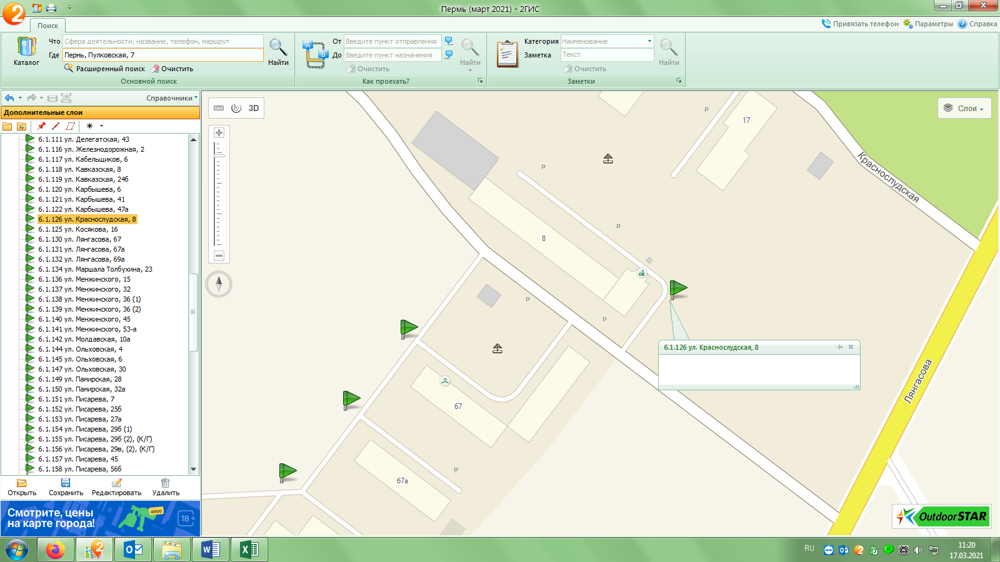 Пермь (март 2021) - 2ГИС
Поиск
Привязать телефон
Параметры
Справка
Каталог
Что
Сфера деятельности, название, телефон, маршрут
Где
Пермь, Пулковская, 7
Расширенный поиск
Очистить
Найти
Основной поиск
От
Введите пункт отправления
До
Введите пункт назначения
Очистить
Найти
Как проехать?
Категория
Наименование
Заметка
Текст
Очистить
Найти
Заметки
Справочники
Дополнительные слои
6.1.111 ул. Делегатская, 43
6.1.116 ул. Железнодорожная, 2
6.1.117 ул. Кабельщиков, 6
6.1.118 ул. Кавказская, 8
6.1.119 ул. Кавказская, 24б
6.1.120 ул. Карбышева, 6
6.1.121 ул. Карбышева, 41
6.1.122 ул. Карбышева, 47а
6.1.126 ул. Краснослудская, 8
6.1.125 ул. Косякова, 16
6.1.130 ул. Лянгасова, 67
6.1.131 ул. Лянгасова, 67а
6.1.132 ул. Лянгасова, 69а
6.1.134 ул. Маршала Толбухина, 23
6.1.136 ул. Менжинского, 15
6.1.137 ул. Менжинского, 32
6.1.138 ул. Менжинского, 36 (1)
6.1.139 ул. Менжинского, 36 (2)
6.1.140 ул. Менжинского, 45
6.1.141 ул. Менжинского, 53-а
6.1.142 ул. Молдавская, 10а
6.1.144 ул. Ольховская, 4
6.1.145 ул. Ольховская, 6
6.1.147 ул. Ольховская, 30
6.1.149 ул. Памирская, 28
6.1.150 ул. Памирская, 32а
6.1.151 ул. Писарева, 7
6.1.152 ул. Писарева, 25б
6.1.153 ул. Писарева, 27а
6.1.154 ул. Писарева, 29б (1)
6.1.155 ул. Писарева, 29б (2), (К/Г)
6.1.156 ул. Писарева, 29в, (2), (К/Г)
6.1.157 ул. Писарева, 45
6.1.158 ул. Писарева, 56б
Открыть
Сохранить
Редактировать
Удалить
Смотрите, цены
на карте города!
4900
18+
3D
Слои
17
P
P
P
8
Краснослудская
P
P
67
67а
P
Лянгасова
6.1.126 ул. Краснослудская, 8
OutdoorSTAR
RU
11:20
17.03.2021